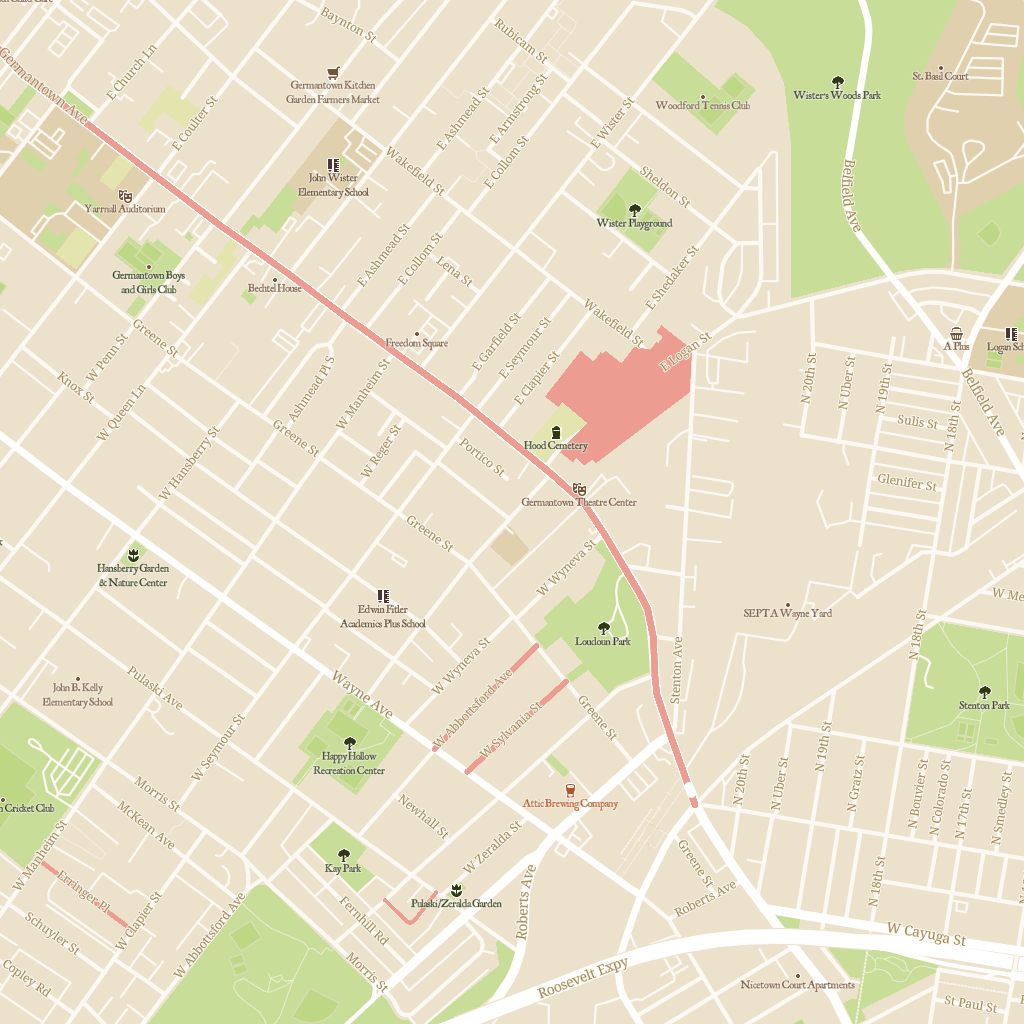 Baynton St
Rubicam St
Germantown Ave
E Church Ln
Germantown Kitchen
Garden Farmers Market
E Coulter St
E Ashmead St
E Armstrong St
E Wister St
Woodford Tennis Club
Wister's Woods Park
St. Basil Court
John Wister
Elementary School
Wakefield St
E Collom St
Sheldon St
Belfield Ave
Yarrnall Auditorium
Wister Playground
E Ashmead St
E Collom St
Lena St
E Shedaker St
Germantown Boys
and Girls Club
Bechtel House
Greene St
W Penn St
Freedom Square
E Garfield St
E Seymour St
Wakefield St
E Logan St
A Plus
Logan Sch
Knox St
W Queen Ln
Ashmead Pl S
W Manheim St
E Clapier St
N 20th St
N Uber St
N 19th St
Belfield Ave
Sulis St
N 18th St
W Hansberry St
Greene St
W Reger St
Portico St
Hood Cemetery
Glenifer St
Germantown Theatre Center
Greene St
Hansberry Garden
& Nature Center
W Wyneva St
Edwin Fitler
Academics Plus School
SEPTA Wayne Yard
W Me
Loudoun Park
N 18th St
W Wyneva St
Stenton Ave
Pulaski Ave
John B. Kelly
Elementary School
Wayne Ave
W Abbottsford Ave
W Sylvania St
Greene St
Stenton Park
W Seymour St
Happy Hollow
Recreation Center
N 20th St
N Uber St
N 19th St
N Gratz St
N Bouvier St
N Colorado St
N 17th St
N Smedley St
n Cricket Club
Morris St
McKean Ave
Newhall St
Attic Brewing Company
W Zeralda St
Kay Park
Greene St
W Manheim St
Erringer Pl
W Clapier St
Pulaski/Zeralda Garden
Roberts Ave
Roberts Ave
N 18th St
Schuyler St
W Abbottsford Ave
Fernhill Rd
W Cayuga St
Copley Rd
Morris St
Roosevelt Expy
Nicetown Court Apartments
St Paul St